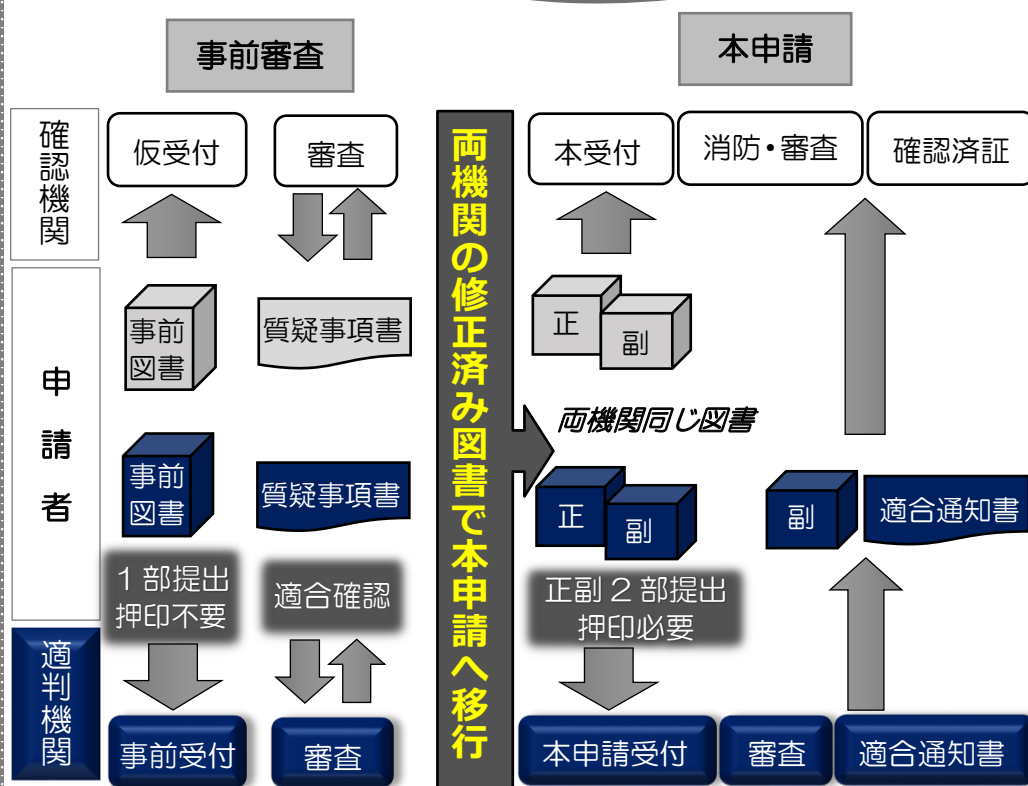 事前審査
本申請
確認機関
仮受付
審査
本受付
消防・審査
確認済証
両機関の修正済み図書で本申請へ移行
申請者
事前
図書
質疑事項書
正
副
両機関同じ図書
事前
図書
質疑事項書
正
副
副
適合通知書
1部提出
押印不要
適合確認
正副2部提出
押印必要
適判機関
事前受付
審査
本申請受付
審査
適合通知書